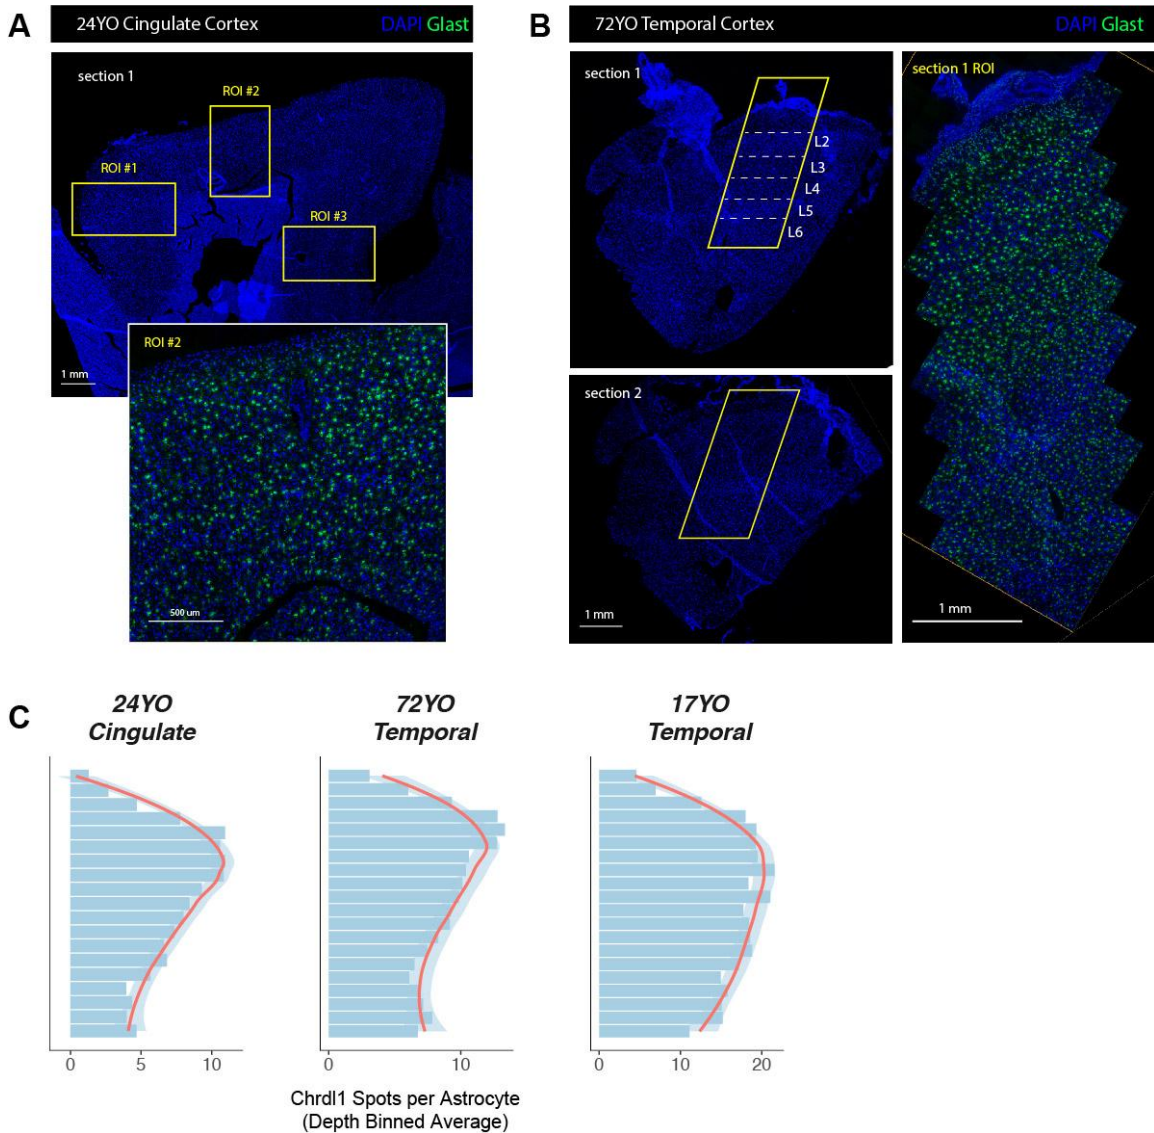 A
24YO Cingulate Cortex
DAPI Glast
section 1
ROI #2
ROI #1
ROI #3
1 mm
ROI #2
500 um
B
72YO Temporal Cortex
DAPI Glast
section 1
L2
L3
L4
L5
L6
section 2
1 mm
section 1 ROI
1 mm
C
24YO
Cingulate
0 5 10
72YO
Temporal
0 10
17YO
Temporal
0 10 20
Chrdl1 Spots per Astrocyte
(Depth Binned Average)